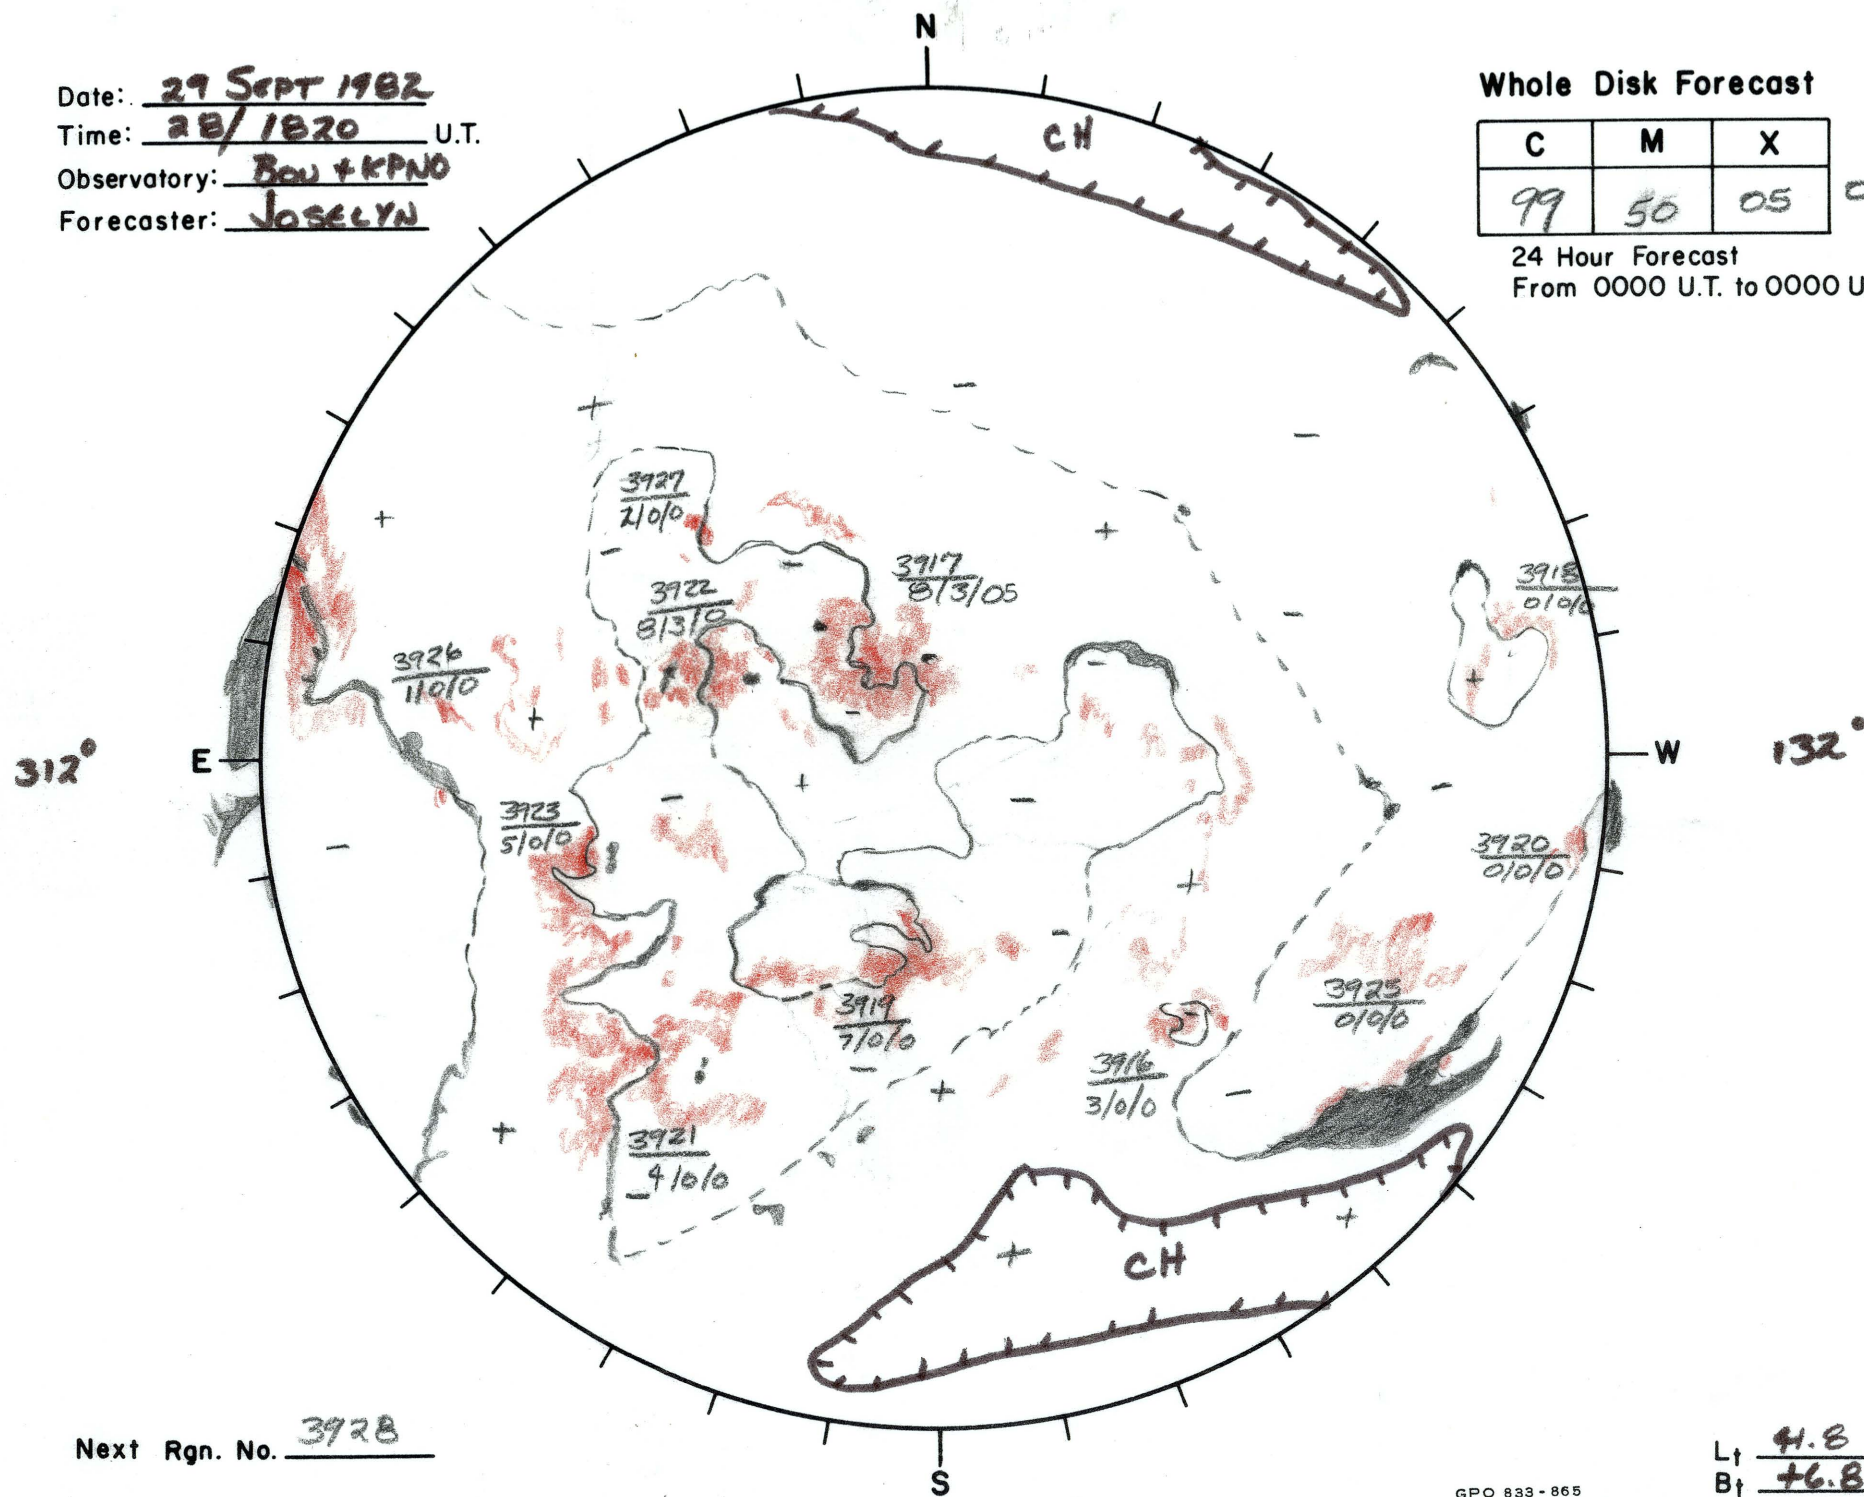 N
Date: 29 SEPT 1982
Time: 28/1820 U.T.
Observatory: BOU + KPNO
Forecaster: JOSELYN
Whole Disk Forecast
C M X
99 50 05
24 Hour Forecast
From 0000 U.T. to 0000 U
CH
3927
2/0/0
3917
8/3/05
3918
0/0/0
3922
8/3/0
3926
1/0/0
312°
E
W
132°
3923
5/0/0
3920
0/0/0
3919
7/0/0
3925
0/0/0
3916
3/0/0
3921
4/0/0
CH
Next Rgn. No. 3928
S
Lt 41.8
Bt +6.8
GPO 833-865